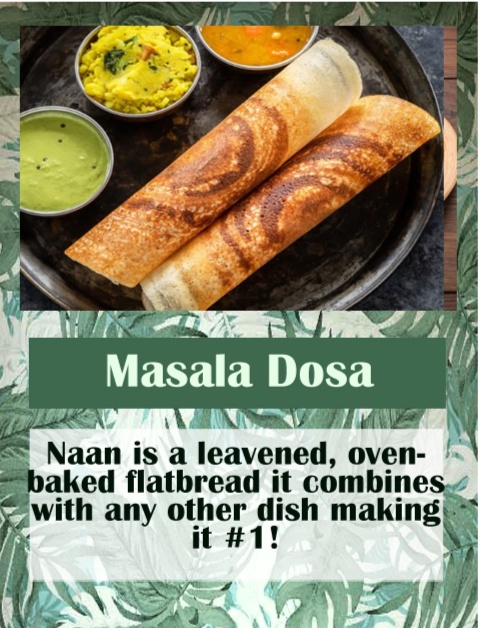 Masala Dosa
Naan is a leavened, oven-
baked flatbread it combines
with any other dish making
it #1!